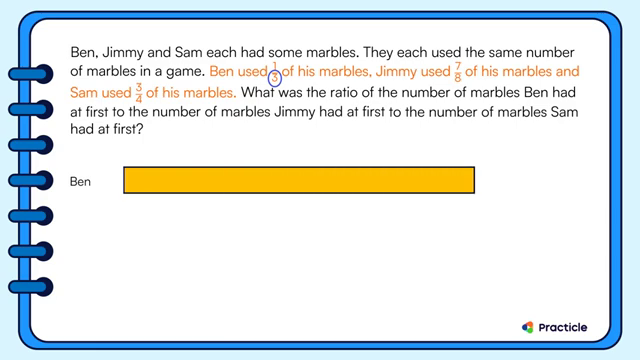 Ben, Jimmy and Sam each had some marbles. They each used the same number
of marbles in a game. Ben used 1/3 of his marbles, Jimmy used 7/8 of his marbles and
Sam used 3/4 of his marbles. What was the ratio of the number of marbles Ben had
at first to the number of marbles Jimmy had at first to the number of marbles Sam
had at first?
Ben
Practicle